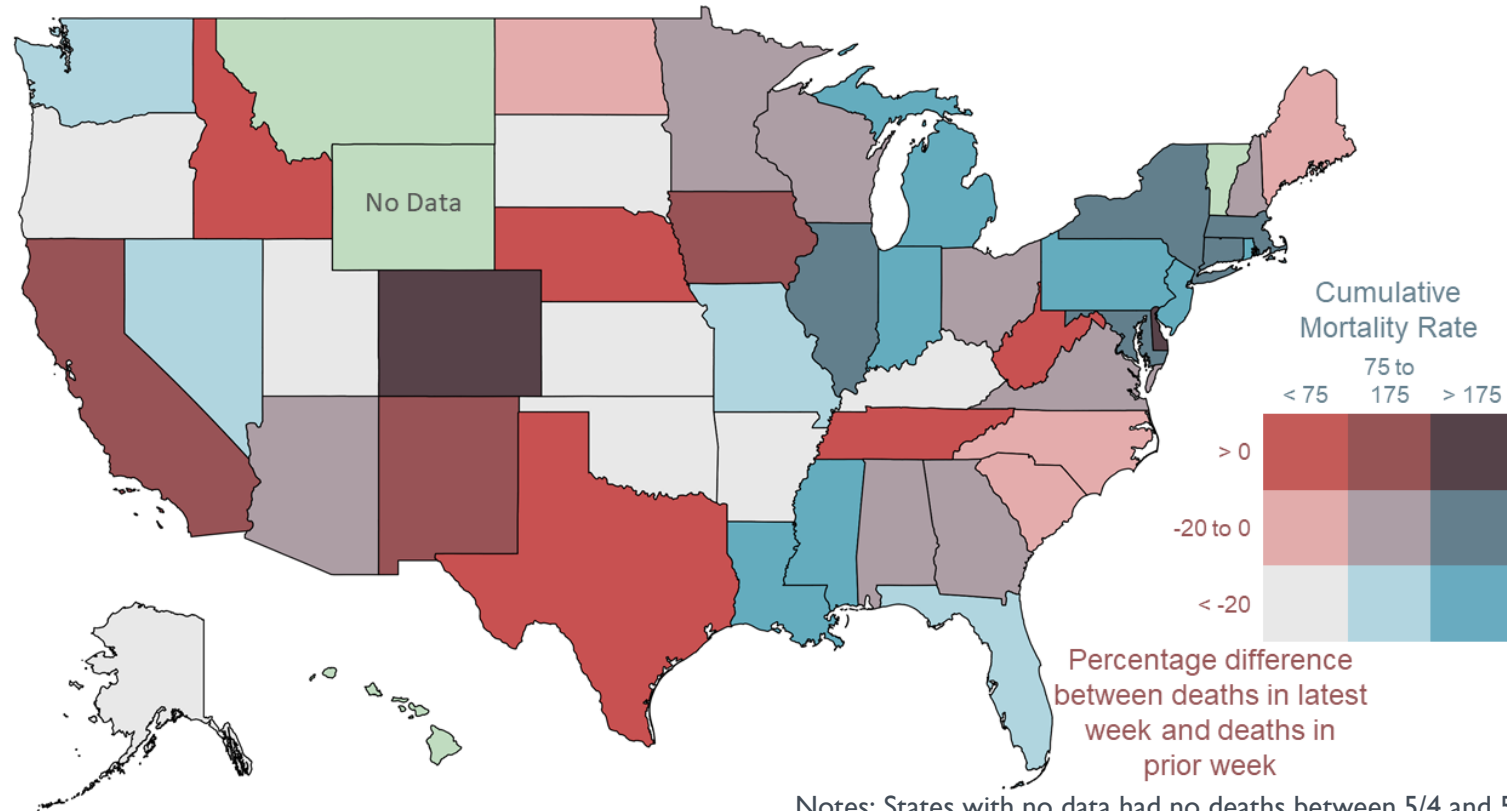 No Data
Cumulative
Mortality Rate
< 75
75 to
175
> 175
> 0
-20 to 0
< -20
Percentage difference
between deaths in latest
week and deaths in
prior week
Notes: States with no data had no deaths between 5/4 and